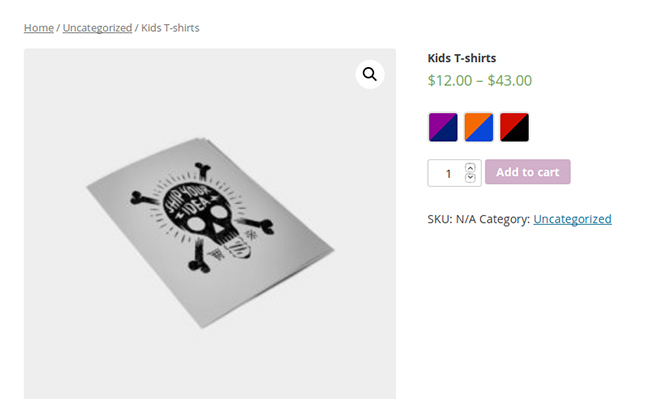 Home / Uncategorized / Kids T-shirts
SHIP YOUR
IDEA
Kids T-shirts
$12.00 – $43.00
1
Add to cart
SKU: N/A Category: Uncategorized